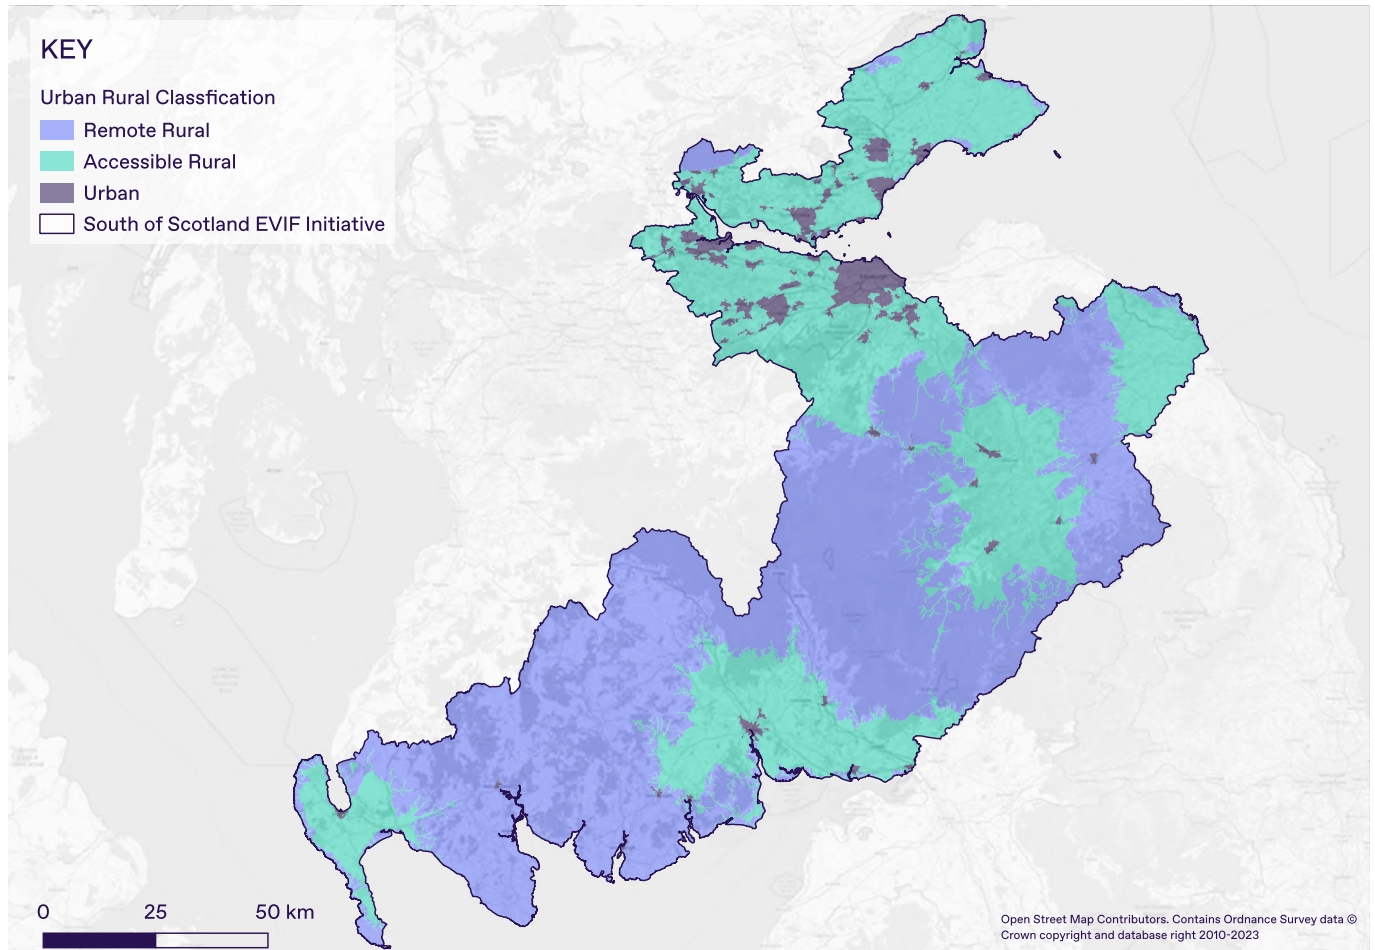 KEY
Urban Rural Classfication
Remote Rural
Accessible Rural
Urban
South of Scotland EVIF Initiative
0 25 50 km
Open Street Map Contributors. Contains Ordnance Survey data ©
Crown copyright and database right 2010-2023